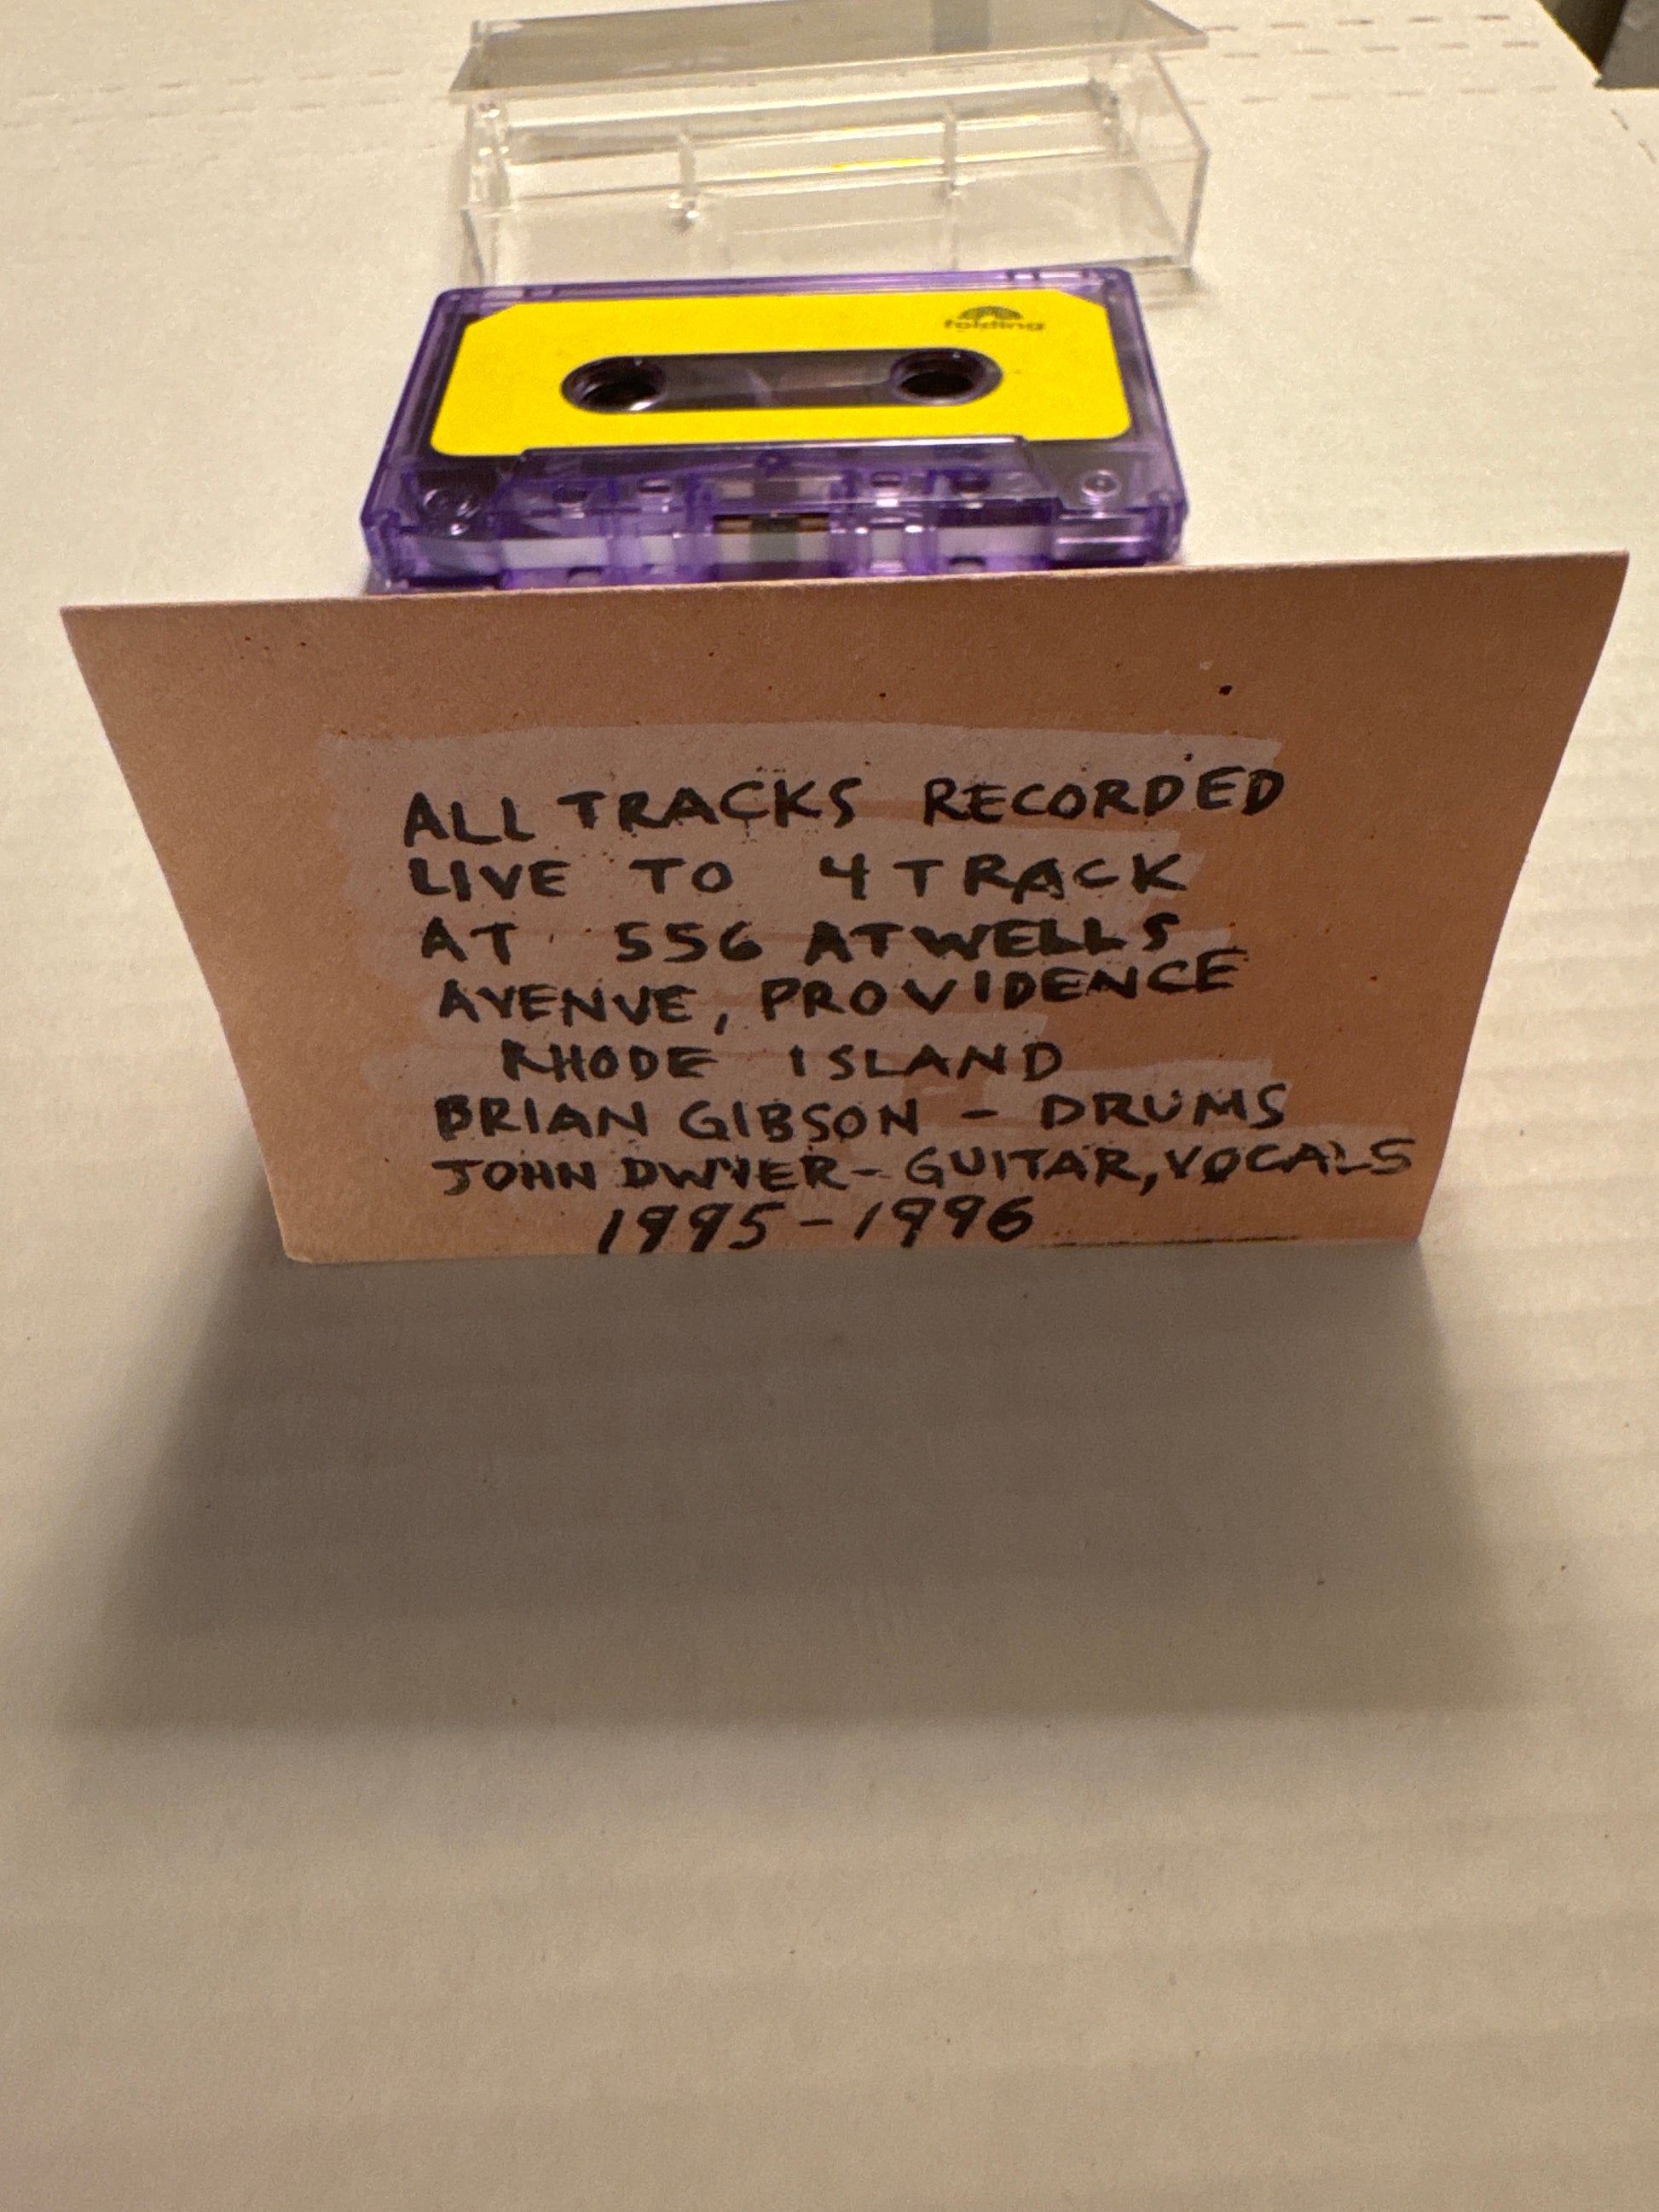 folding
ALL TRACKS RECORDED
LIVE TO 4 TRACK
AT 556 ATWELLS
AVENUE, PROVIDENCE
RHODE ISLAND
BRIAN GIBSON - DRUMS
JOHN DWYER - GUITAR, VOCALS
1995-1996